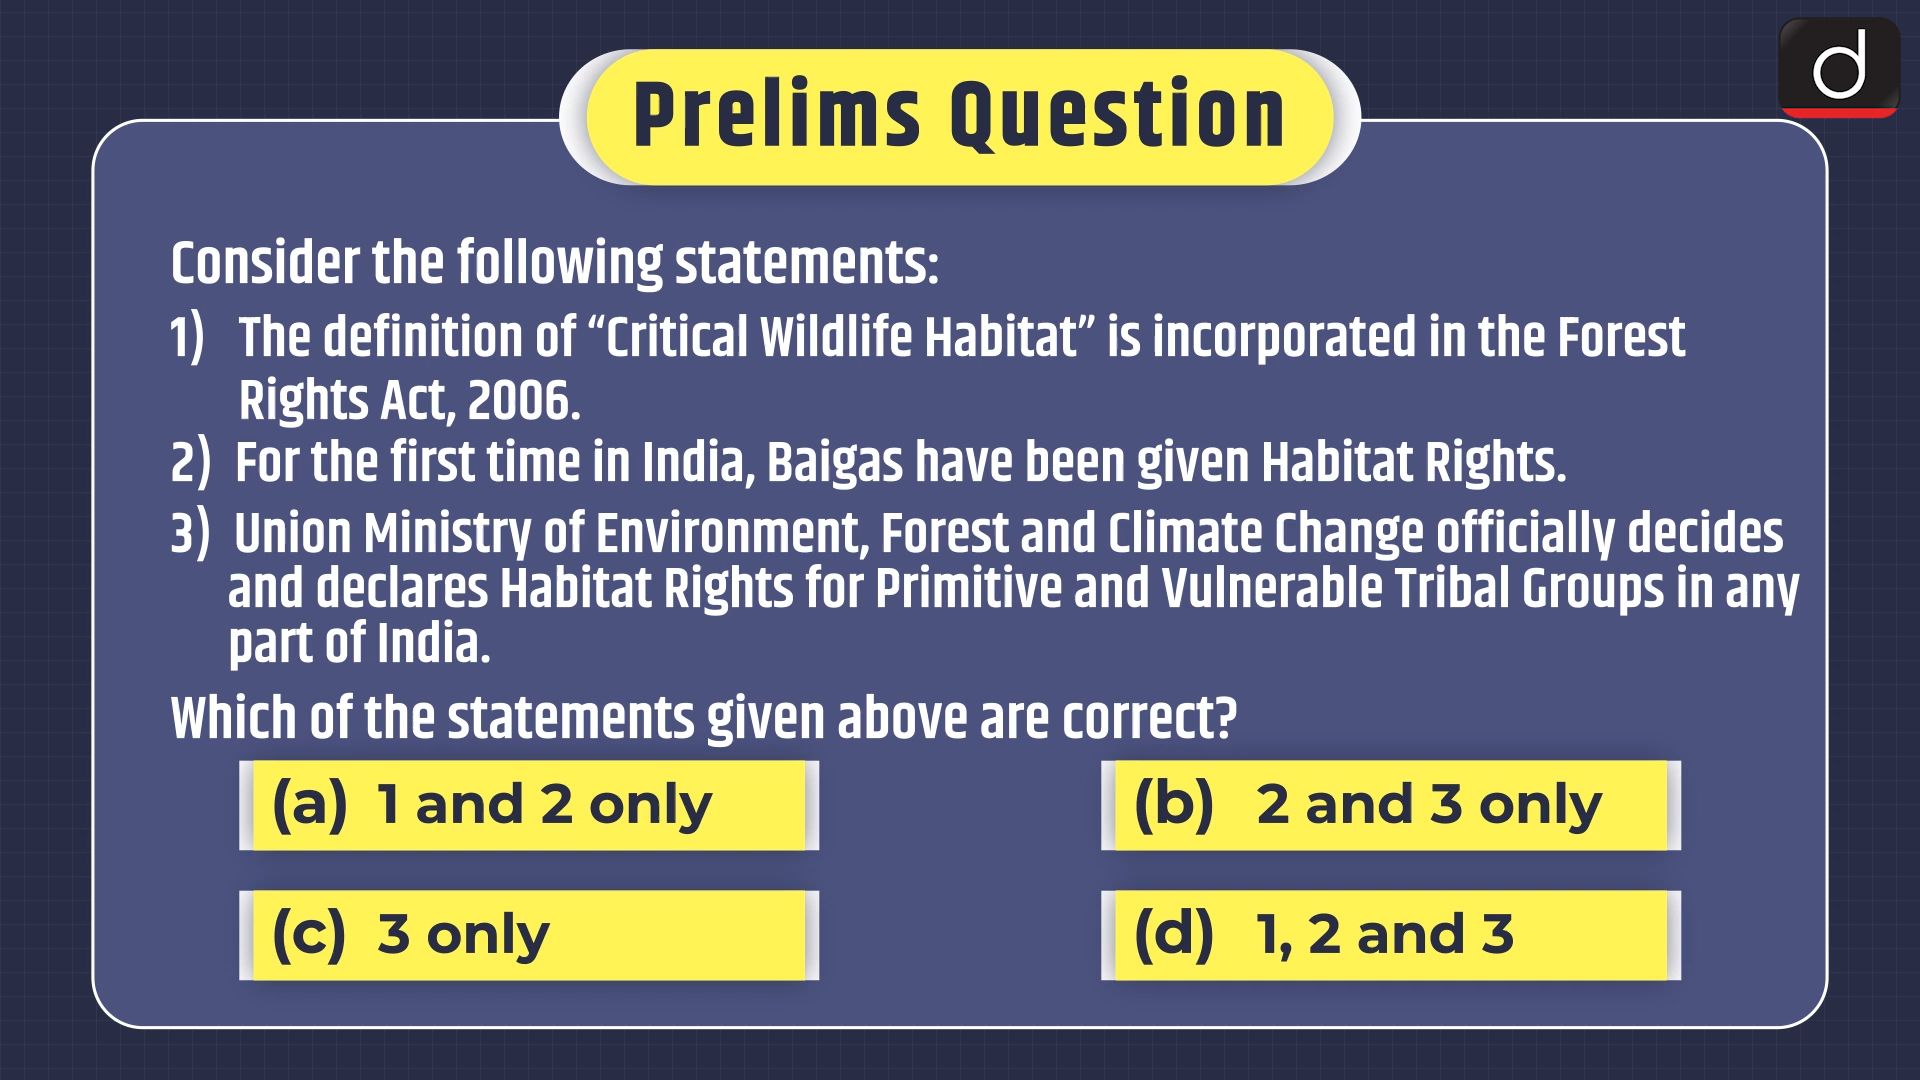 d
Prelims Question
Consider the following statements:
1) The definition of “Critical Wildlife Habitat” is incorporated in the Forest
Rights Act, 2006.
2) For the first time in India, Baigas have been given Habitat Rights.
3) Union Ministry of Environment, Forest and Climate Change officially decides
and declares Habitat Rights for Primitive and Vulnerable Tribal Groups in any
part of India.
Which of the statements given above are correct?
(a) 1 and 2 only
(b) 2 and 3 only
(c) 3 only
(d) 1, 2 and 3